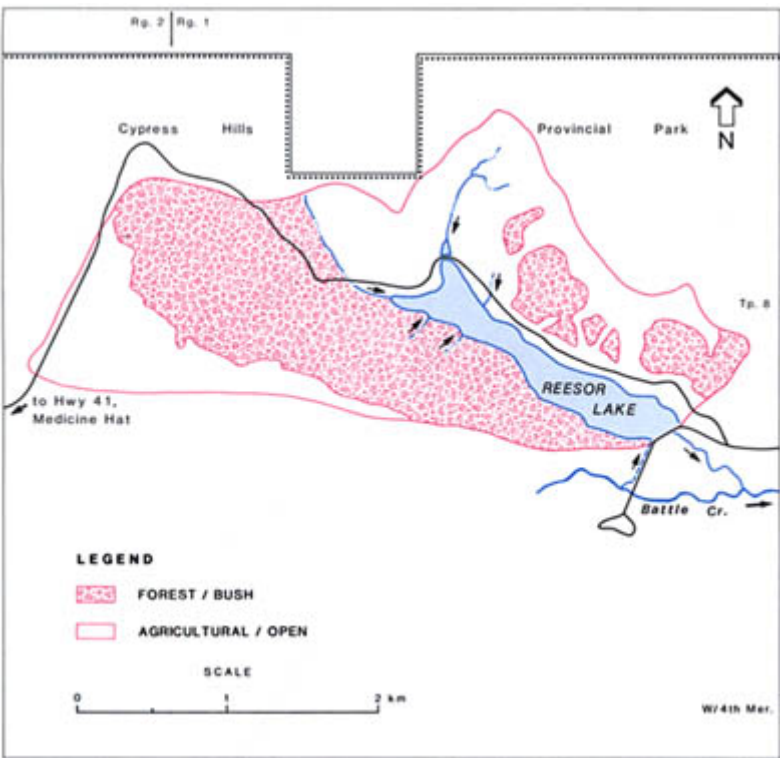 Rg. 2 Rg. 1
N
Cypress Hills Provincial Park
Tp. 8
REESOR
LAKE
to Hwy 41,
Medicine Hat
Battle Cr.
LEGEND
FOREST / BUSH
AGRICULTURAL / OPEN
SCALE
0 1 2 km
W/4th Mer.